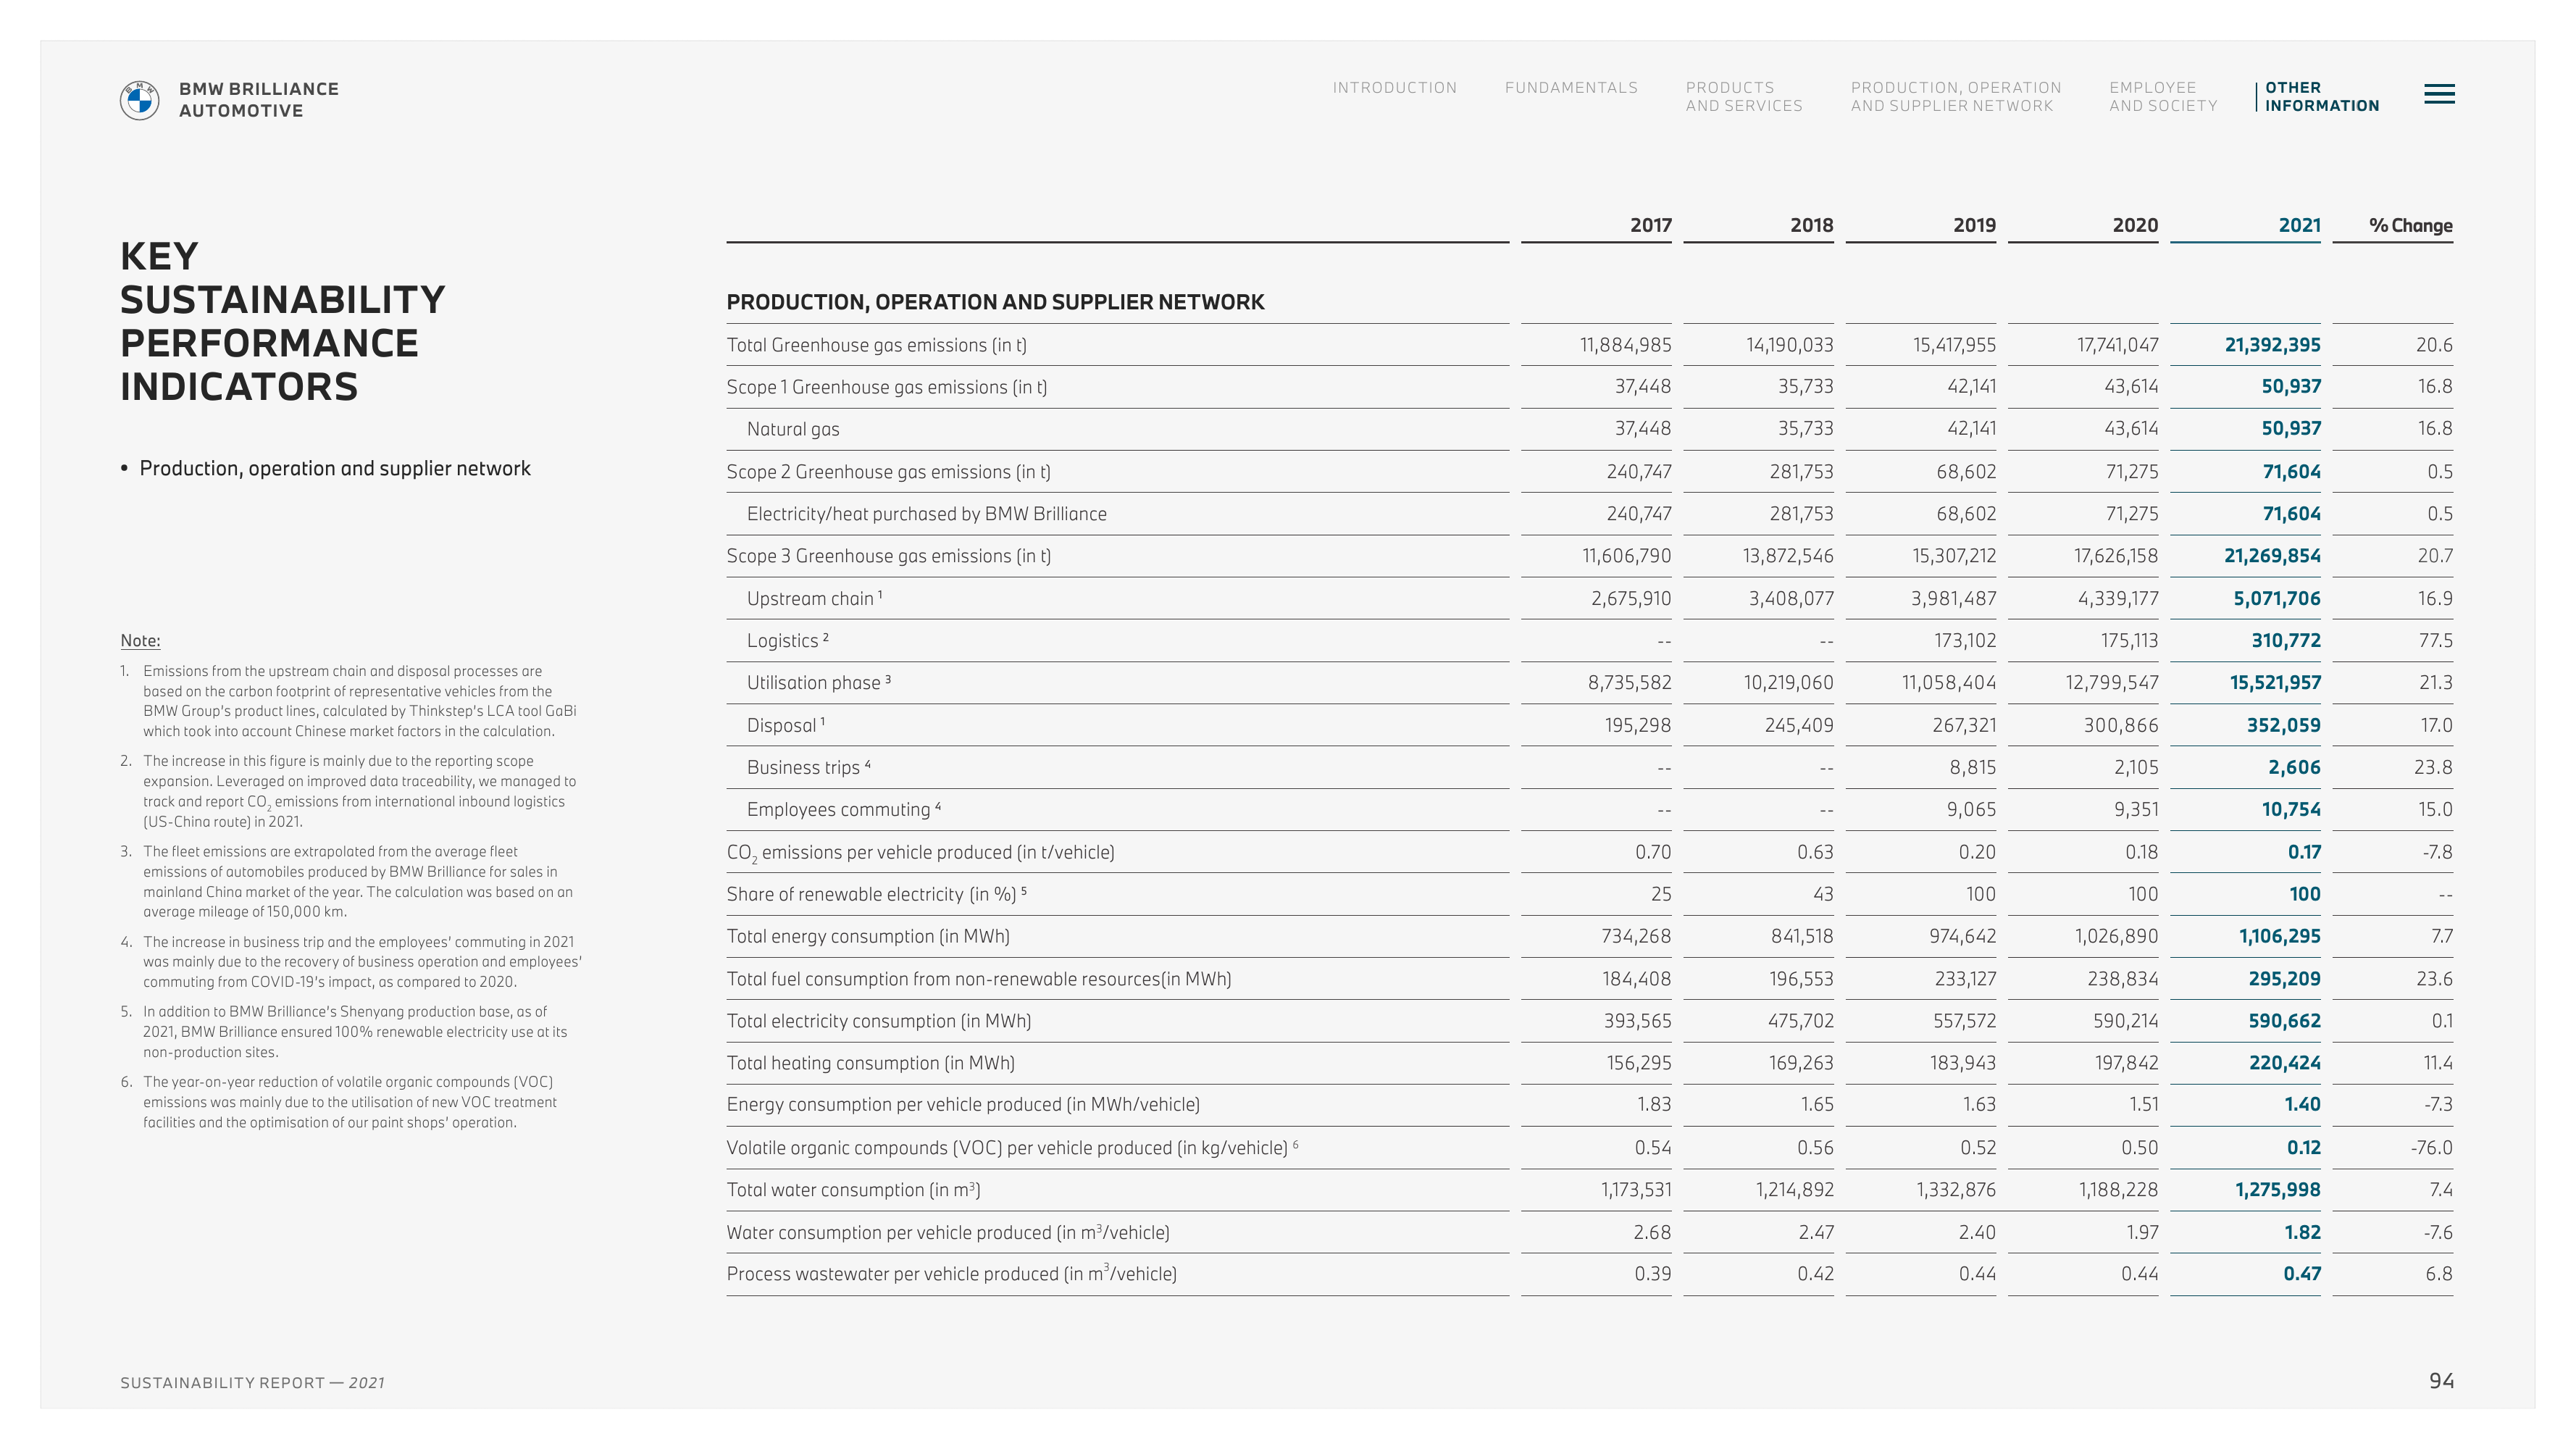 BMW BRILLIANCE
AUTOMOTIVE
INTRODUCTION
FUNDAMENTALS
PRODUCTS
AND SERVICES
PRODUCTION, OPERATION
AND SUPPLIER NETWORK
EMPLOYEE
AND SOCIETY
OTHER
INFORMATION
KEY
SUSTAINABILITY
PERFORMANCE
INDICATORS
• Production, operation and supplier network
Note:
1. Emissions from the upstream chain and disposal processes are
based on the carbon footprint of representative vehicles from the
BMW Group's product lines, calculated by Thinkstep's LCA tool GaBi
which took into account Chinese market factors in the calculation.
2. The increase in this figure is mainly due to the reporting scope
expansion. Leveraged on improved data traceability, we managed to
track and report CO₂ emissions from international inbound logistics
(US-China route) in 2021.
3. The fleet emissions are extrapolated from the average fleet
emissions of automobiles produced by BMW Brilliance for sales in
mainland China market of the year. The calculation was based on an
average mileage of 150,000 km.
4. The increase in business trip and the employees' commuting in 2021
was mainly due to the recovery of business operation and employees'
commuting from COVID-19's impact, as compared to 2020.
5. In addition to BMW Brilliance's Shenyang production base, as of
2021, BMW Brilliance ensured 100% renewable electricity use at its
non-production sites.
6. The year-on-year reduction of volatile organic compounds (VOC)
emissions was mainly due to the utilisation of new VOC treatment
facilities and the optimisation of our paint shops' operation.
2017 2018 2019 2020 2021 % Change
PRODUCTION, OPERATION AND SUPPLIER NETWORK
Total Greenhouse gas emissions (in t) 11,884,985 14,190,033 15,417,955 17,741,047 21,392,395 20.6
Scope 1 Greenhouse gas emissions (in t) 37,448 35,733 42,141 43,614 50,937 16.8
Natural gas 37,448 35,733 42,141 43,614 50,937 16.8
Scope 2 Greenhouse gas emissions (in t) 240,747 281,753 68,602 71,275 71,604 0.5
Electricity/heat purchased by BMW Brilliance 240,747 281,753 68,602 71,275 71,604 0.5
Scope 3 Greenhouse gas emissions (in t) 11,606,790 13,872,546 15,307,212 17,626,158 21,269,854 20.7
Upstream chain ¹ 2,675,910 3,408,077 3,981,487 4,339,177 5,071,706 16.9
Logistics ² -- -- 173,102 175,113 310,772 77.5
Utilisation phase ³ 8,735,582 10,219,060 11,058,404 12,799,547 15,521,957 21.3
Disposal ¹ 195,298 245,409 267,321 300,866 352,059 17.0
Business trips ⁴ -- -- 8,815 2,105 2,606 23.8
Employees commuting ⁴ -- -- 9,065 9,351 10,754 15.0
CO₂ emissions per vehicle produced (in t/vehicle) 0.70 0.63 0.20 0.18 0.17 -7.8
Share of renewable electricity (in %) ⁵ 25 43 100 100 100 --
Total energy consumption (in MWh) 734,268 841,518 974,642 1,026,890 1,106,295 7.7
Total fuel consumption from non-renewable resources(in MWh) 184,408 196,553 233,127 238,834 295,209 23.6
Total electricity consumption (in MWh) 393,565 475,702 557,572 590,214 590,662 0.1
Total heating consumption (in MWh) 156,295 169,263 183,943 197,842 220,424 11.4
Energy consumption per vehicle produced (in MWh/vehicle) 1.83 1.65 1.63 1.51 1.40 -7.3
Volatile organic compounds (VOC) per vehicle produced (in kg/vehicle) ⁶ 0.54 0.56 0.52 0.50 0.12 -76.0
Total water consumption (in m³) 1,173,531 1,214,892 1,332,876 1,188,228 1,275,998 7.4
Water consumption per vehicle produced (in m³/vehicle) 2.68 2.47 2.40 1.97 1.82 -7.6
Process wastewater per vehicle produced (in m³/vehicle) 0.39 0.42 0.44 0.44 0.47 6.8
SUSTAINABILITY REPORT — 2021
94